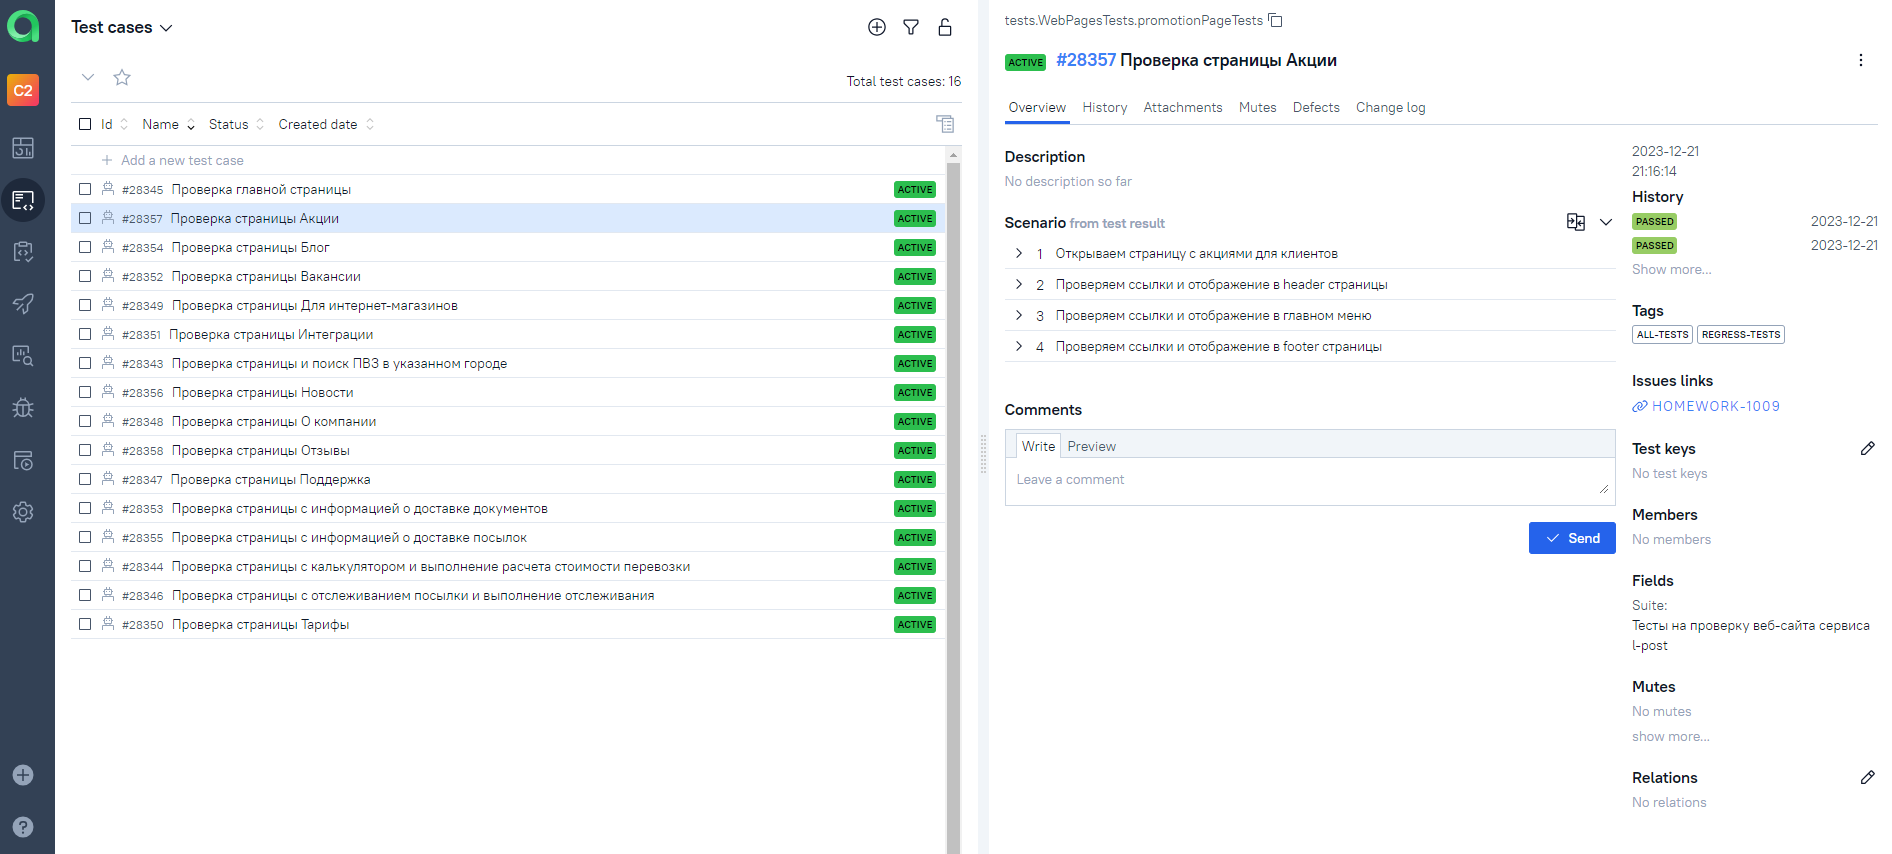 C2
Test cases
Total test cases: 16
Id Name Status Created date
Add a new test case
#28345 Проверка главной страницы ACTIVE
#28357 Проверка страницы Акции ACTIVE
#28354 Проверка страницы Блог ACTIVE
#28352 Проверка страницы Вакансии ACTIVE
#28349 Проверка страницы Для интернет-магазинов ACTIVE
#28351 Проверка страницы Интеграции ACTIVE
#28343 Проверка страницы и поиск ПВЗ в указанном городе ACTIVE
#28356 Проверка страницы Новости ACTIVE
#28348 Проверка страницы О компании ACTIVE
#28358 Проверка страницы Отзывы ACTIVE
#28347 Проверка страницы Поддержка ACTIVE
#28353 Проверка страницы с информацией о доставке документов ACTIVE
#28355 Проверка страницы с информацией о доставке посылок ACTIVE
#28344 Проверка страницы с калькулятором и выполнение расчета стоимости перевозки ACTIVE
#28346 Проверка страницы с отслеживанием посылки и выполнение отслеживания ACTIVE
#28350 Проверка страницы Тарифы ACTIVE
tests.WebPagesTests.promotionPageTests
ACTIVE #28357 Проверка страницы Акции
Overview History Attachments Mutes Defects Change log
Description
No description so far
Scenario from test result
1 Открываем страницу с акциями для клиентов
2 Проверяем ссылки и отображение в header страницы
3 Проверяем ссылки и отображение в главном меню
4 Проверяем ссылки и отображение в footer страницы
Comments
Write Preview
Leave a comment
Send
2023-12-21
21:16:14
History
PASSED 2023-12-21
PASSED 2023-12-21
Show more...
Tags
ALL-TESTS REGRESS-TESTS
Issues links
HOMEWORK-1009
Test keys
No test keys
Members
No members
Fields
Suite:
Тесты на проверку веб-сайта сервиса
l-post
Mutes
No mutes
show more...
Relations
No relations